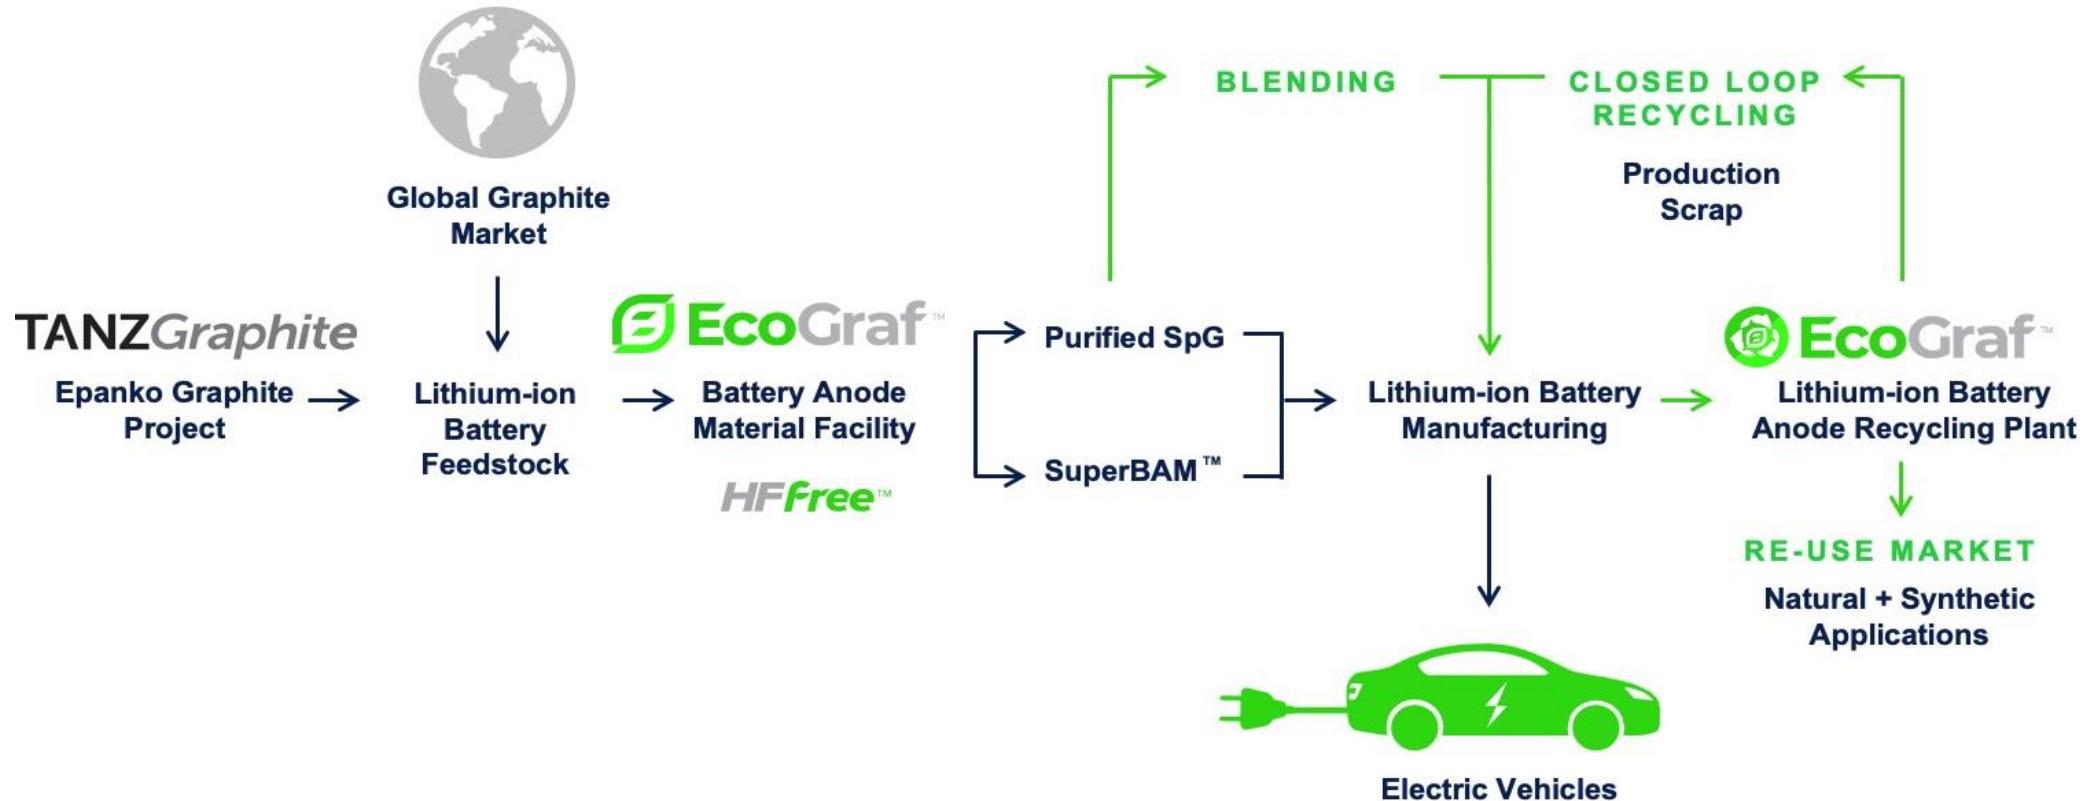 Global Graphite
Market
TANZGraphite
Epanko Graphite
Project
Lithium-ion
Battery
Feedstock
EcoGraf™
Battery Anode
Material Facility
HFfree™
Purified SpG
SuperBAM™
BLENDING
CLOSED LOOP
RECYCLING
Production
Scrap
Lithium-ion Battery
Manufacturing
EcoGraf™
Lithium-ion Battery
Anode Recycling Plant
RE-USE MARKET
Natural + Synthetic
Applications
Electric Vehicles